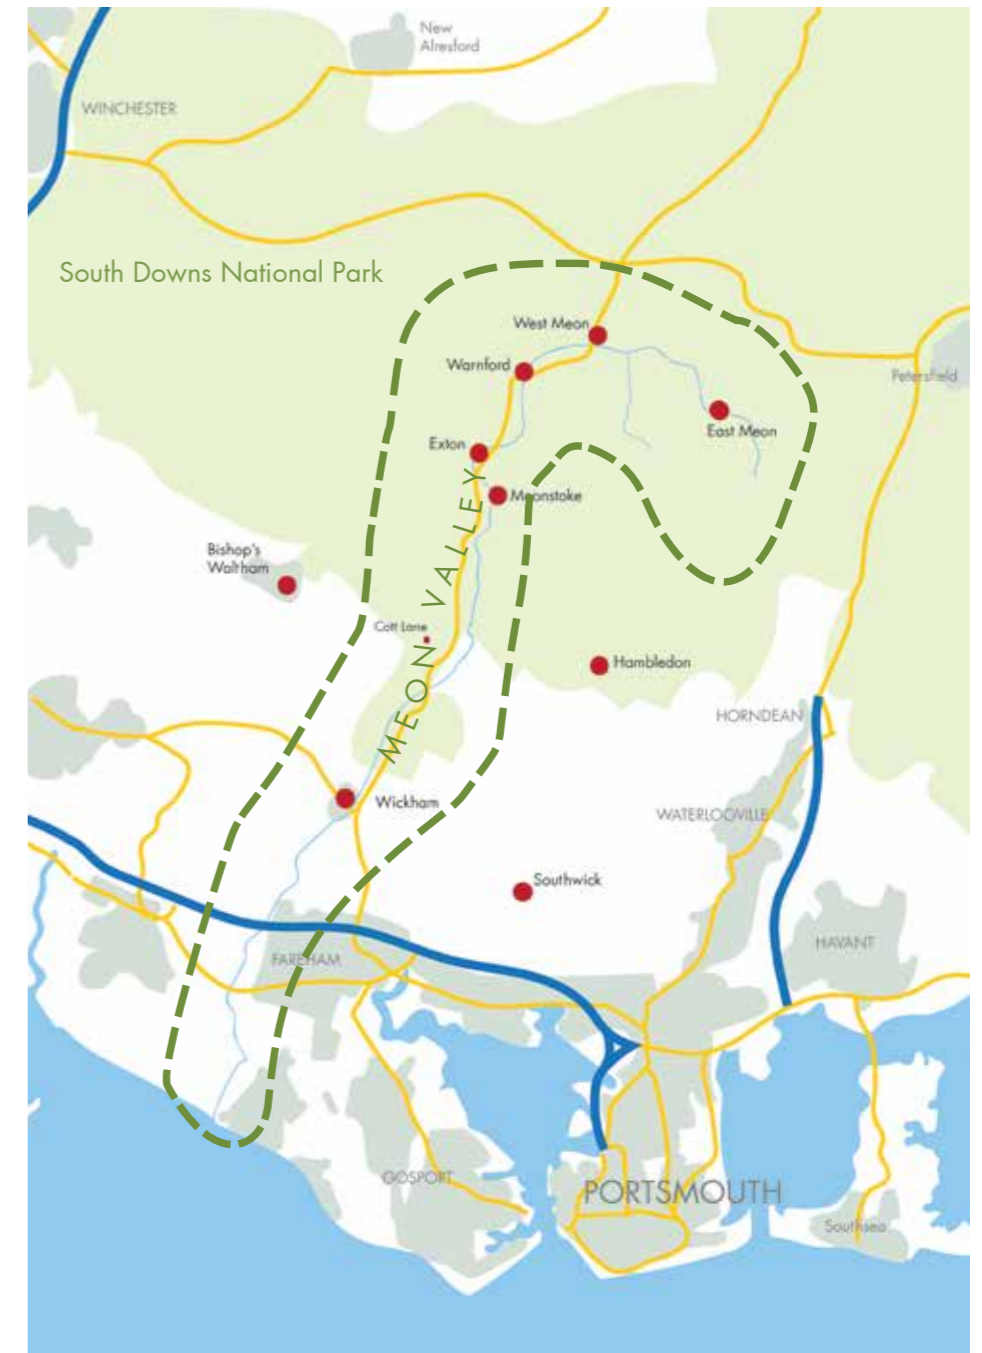 New
Alresford
WINCHESTER
South Downs National Park
West Meon
Warnford
Petersfield
East Meon
Exton
Meonstoke
MEON VALLEY
Bishop's
Waltham
Cott Lane
Hambledon
HORNDEAN
Wickham
WATERLOOVILLE
Southwick
HAVANT
FAREHAM
GOSPORT
PORTSMOUTH
Southsea